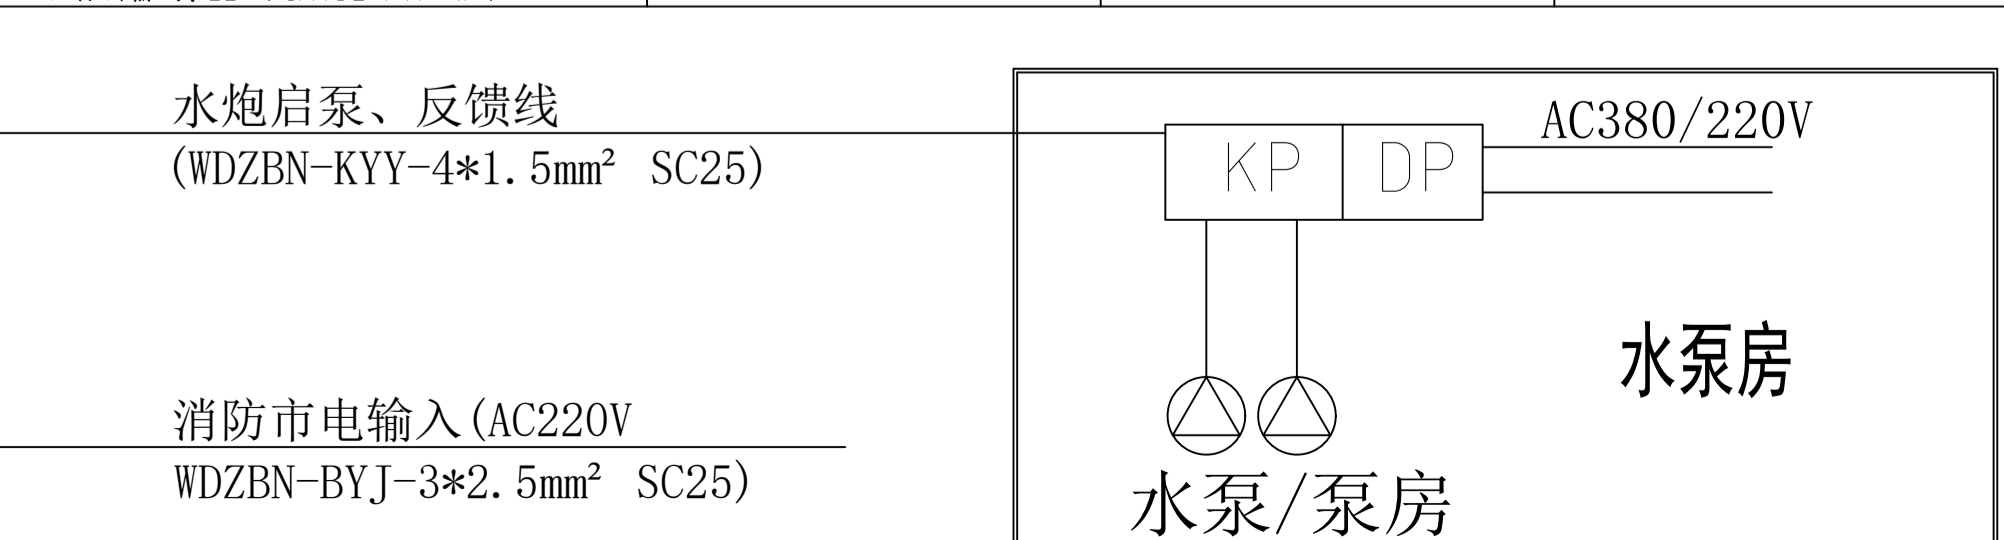 水炮启泵、反馈线
(WDZBN-KYY-4*1.5mm² SC25)
AC380/220V
KP DP
水泵房
消防市电输入(AC220V
WDZBN-BYJ-3*2.5mm² SC25)
水泵/泵房